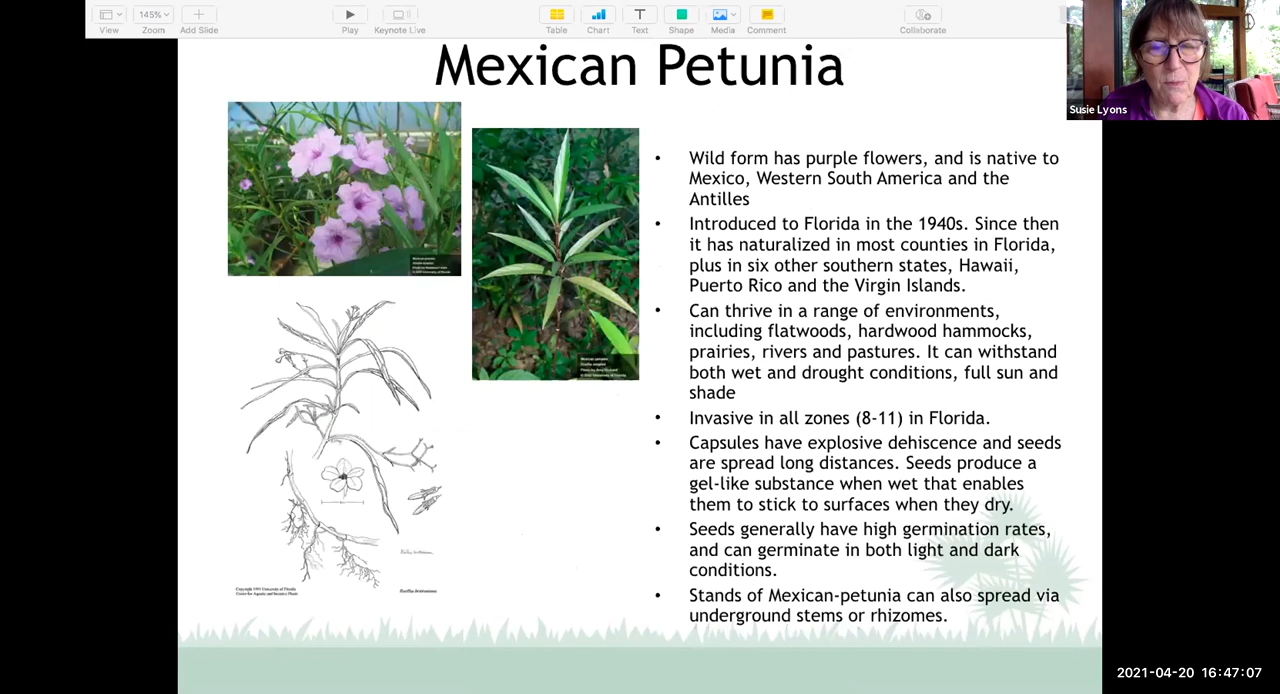 145%
View
Zoom
Add Slide
Play
Keynote Live
Table
Chart
Text
Shape
Media
Comment
Collaborate
Susie Lyons
Mexican Petunia
• Wild form has purple flowers, and is native to
Mexico, Western South America and the
Antilles
• Introduced to Florida in the 1940s. Since then
it has naturalized in most counties in Florida,
plus in six other southern states, Hawaii,
Puerto Rico and the Virgin Islands.
• Can thrive in a range of environments,
including flatwoods, hardwood hammocks,
prairies, rivers and pastures. It can withstand
both wet and drought conditions, full sun and
shade
• Invasive in all zones (8-11) in Florida.
• Capsules have explosive dehiscence and seeds
are spread long distances. Seeds produce a
gel-like substance when wet that enables
them to stick to surfaces when they dry.
• Seeds generally have high germination rates,
and can germinate in both light and dark
conditions.
• Stands of Mexican-petunia can also spread via
underground stems or rhizomes.
2021-04-20 16:47:07